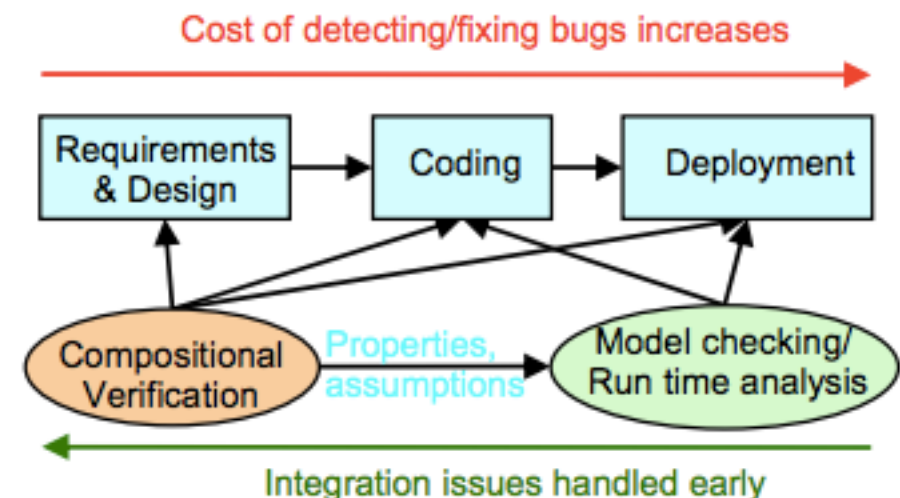 Cost of detecting/fixing bugs increases
Requirements
& Design
Coding
Deployment
Compositional
Verification
Properties,
assumptions
Model checking/
Run time analysis
Integration issues handled early